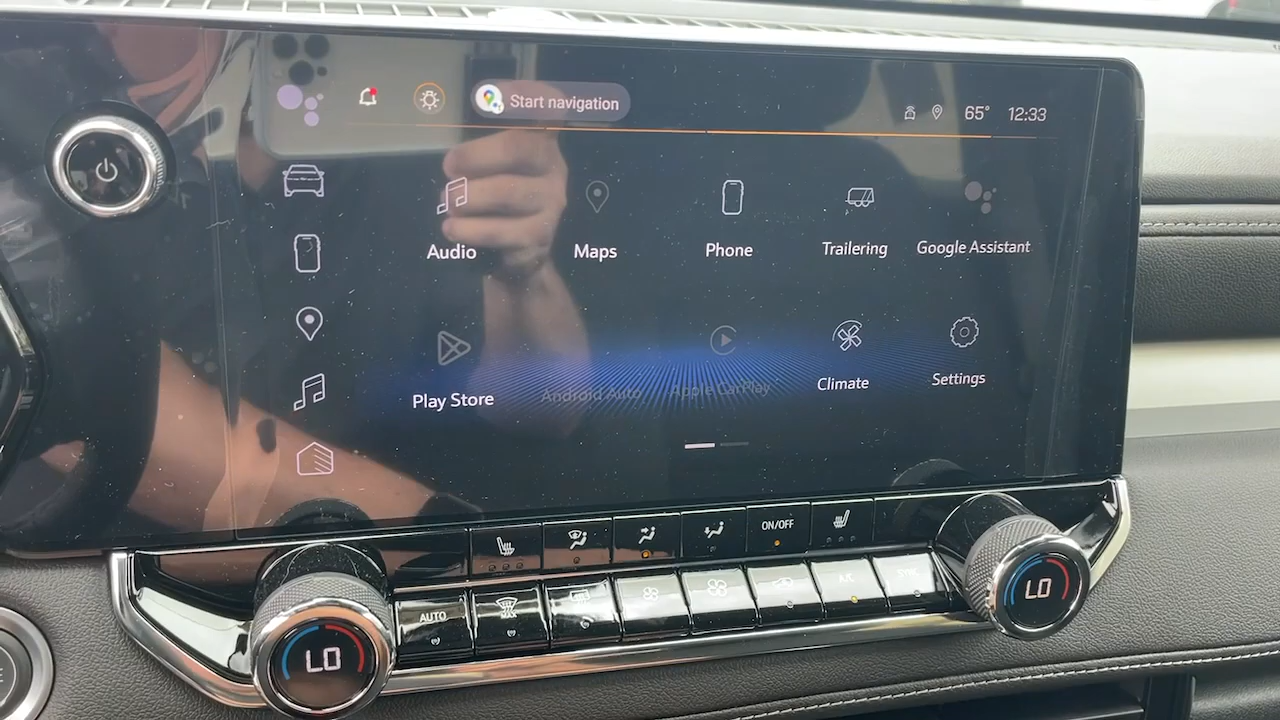 Start navigation
65° 12:33
Audio Maps Phone Trailering Google Assistant
Play Store Android Auto Apple CarPlay Climate Settings
ON/OFF
AUTO A/C SYNC
LO LO